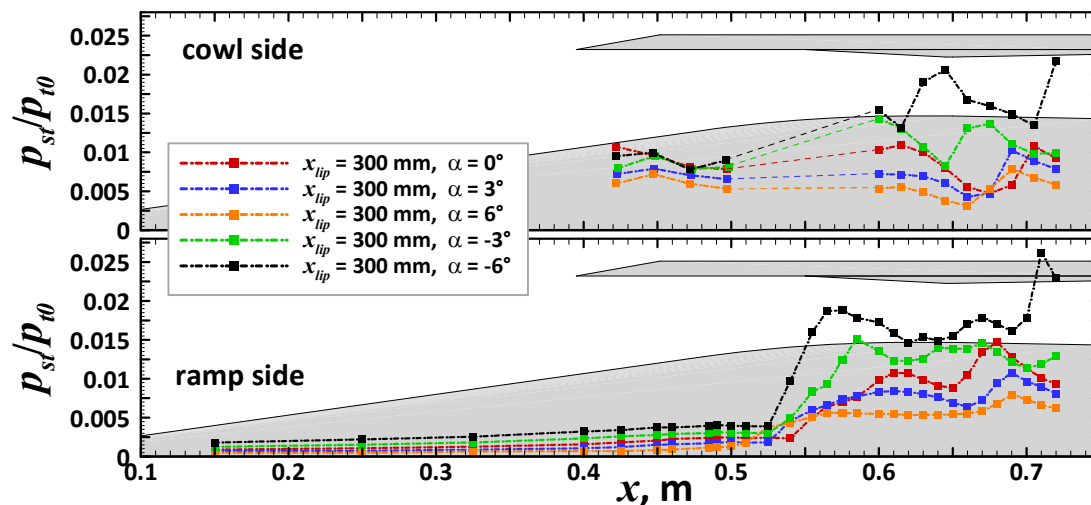 0.025
cowl side
0.02
0.015
0.01
0.005
0
p_st/p_t0
x_lip = 300 mm, α = 0°
x_lip = 300 mm, α = 3°
x_lip = 300 mm, α = 6°
x_lip = 300 mm, α = -3°
x_lip = 300 mm, α = -6°
0.025
0.02
0.015
0.01
0.005
0
p_st/p_t0
ramp side
0.1 0.2 0.3 0.4 0.5 0.6 0.7
x, m